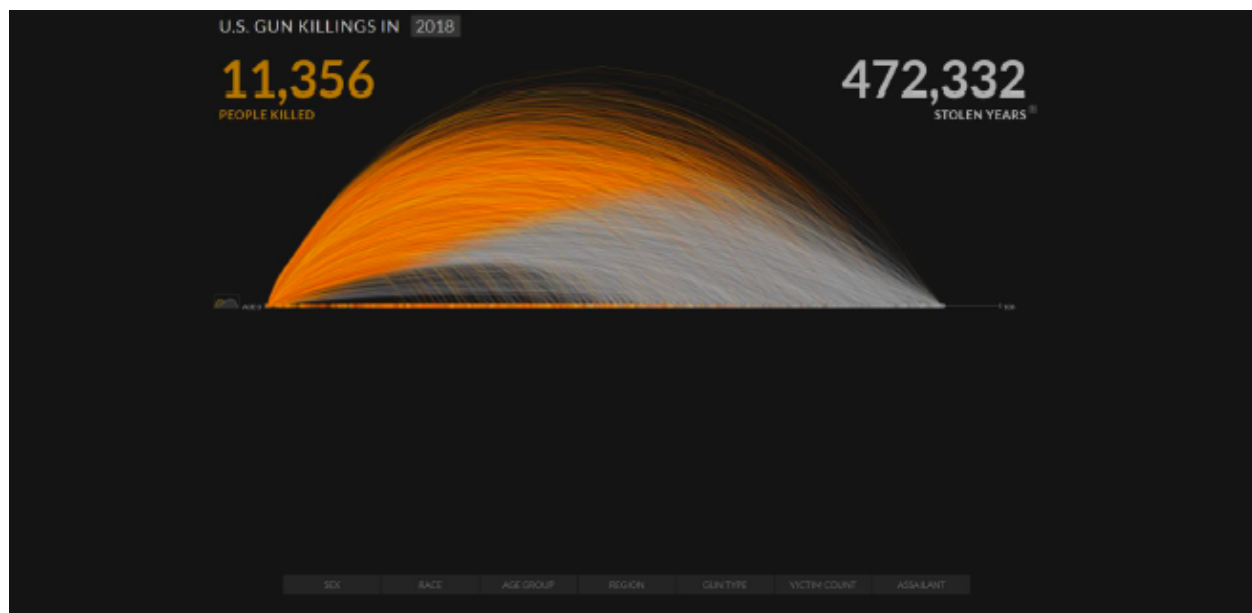 U.S. GUN KILLINGS IN 2018
11,356
PEOPLE KILLED
472,332
STOLEN YEARS
SEX RACE AGE GROUP REGION GUN TYPE VICTIM COUNT ASSAILANT